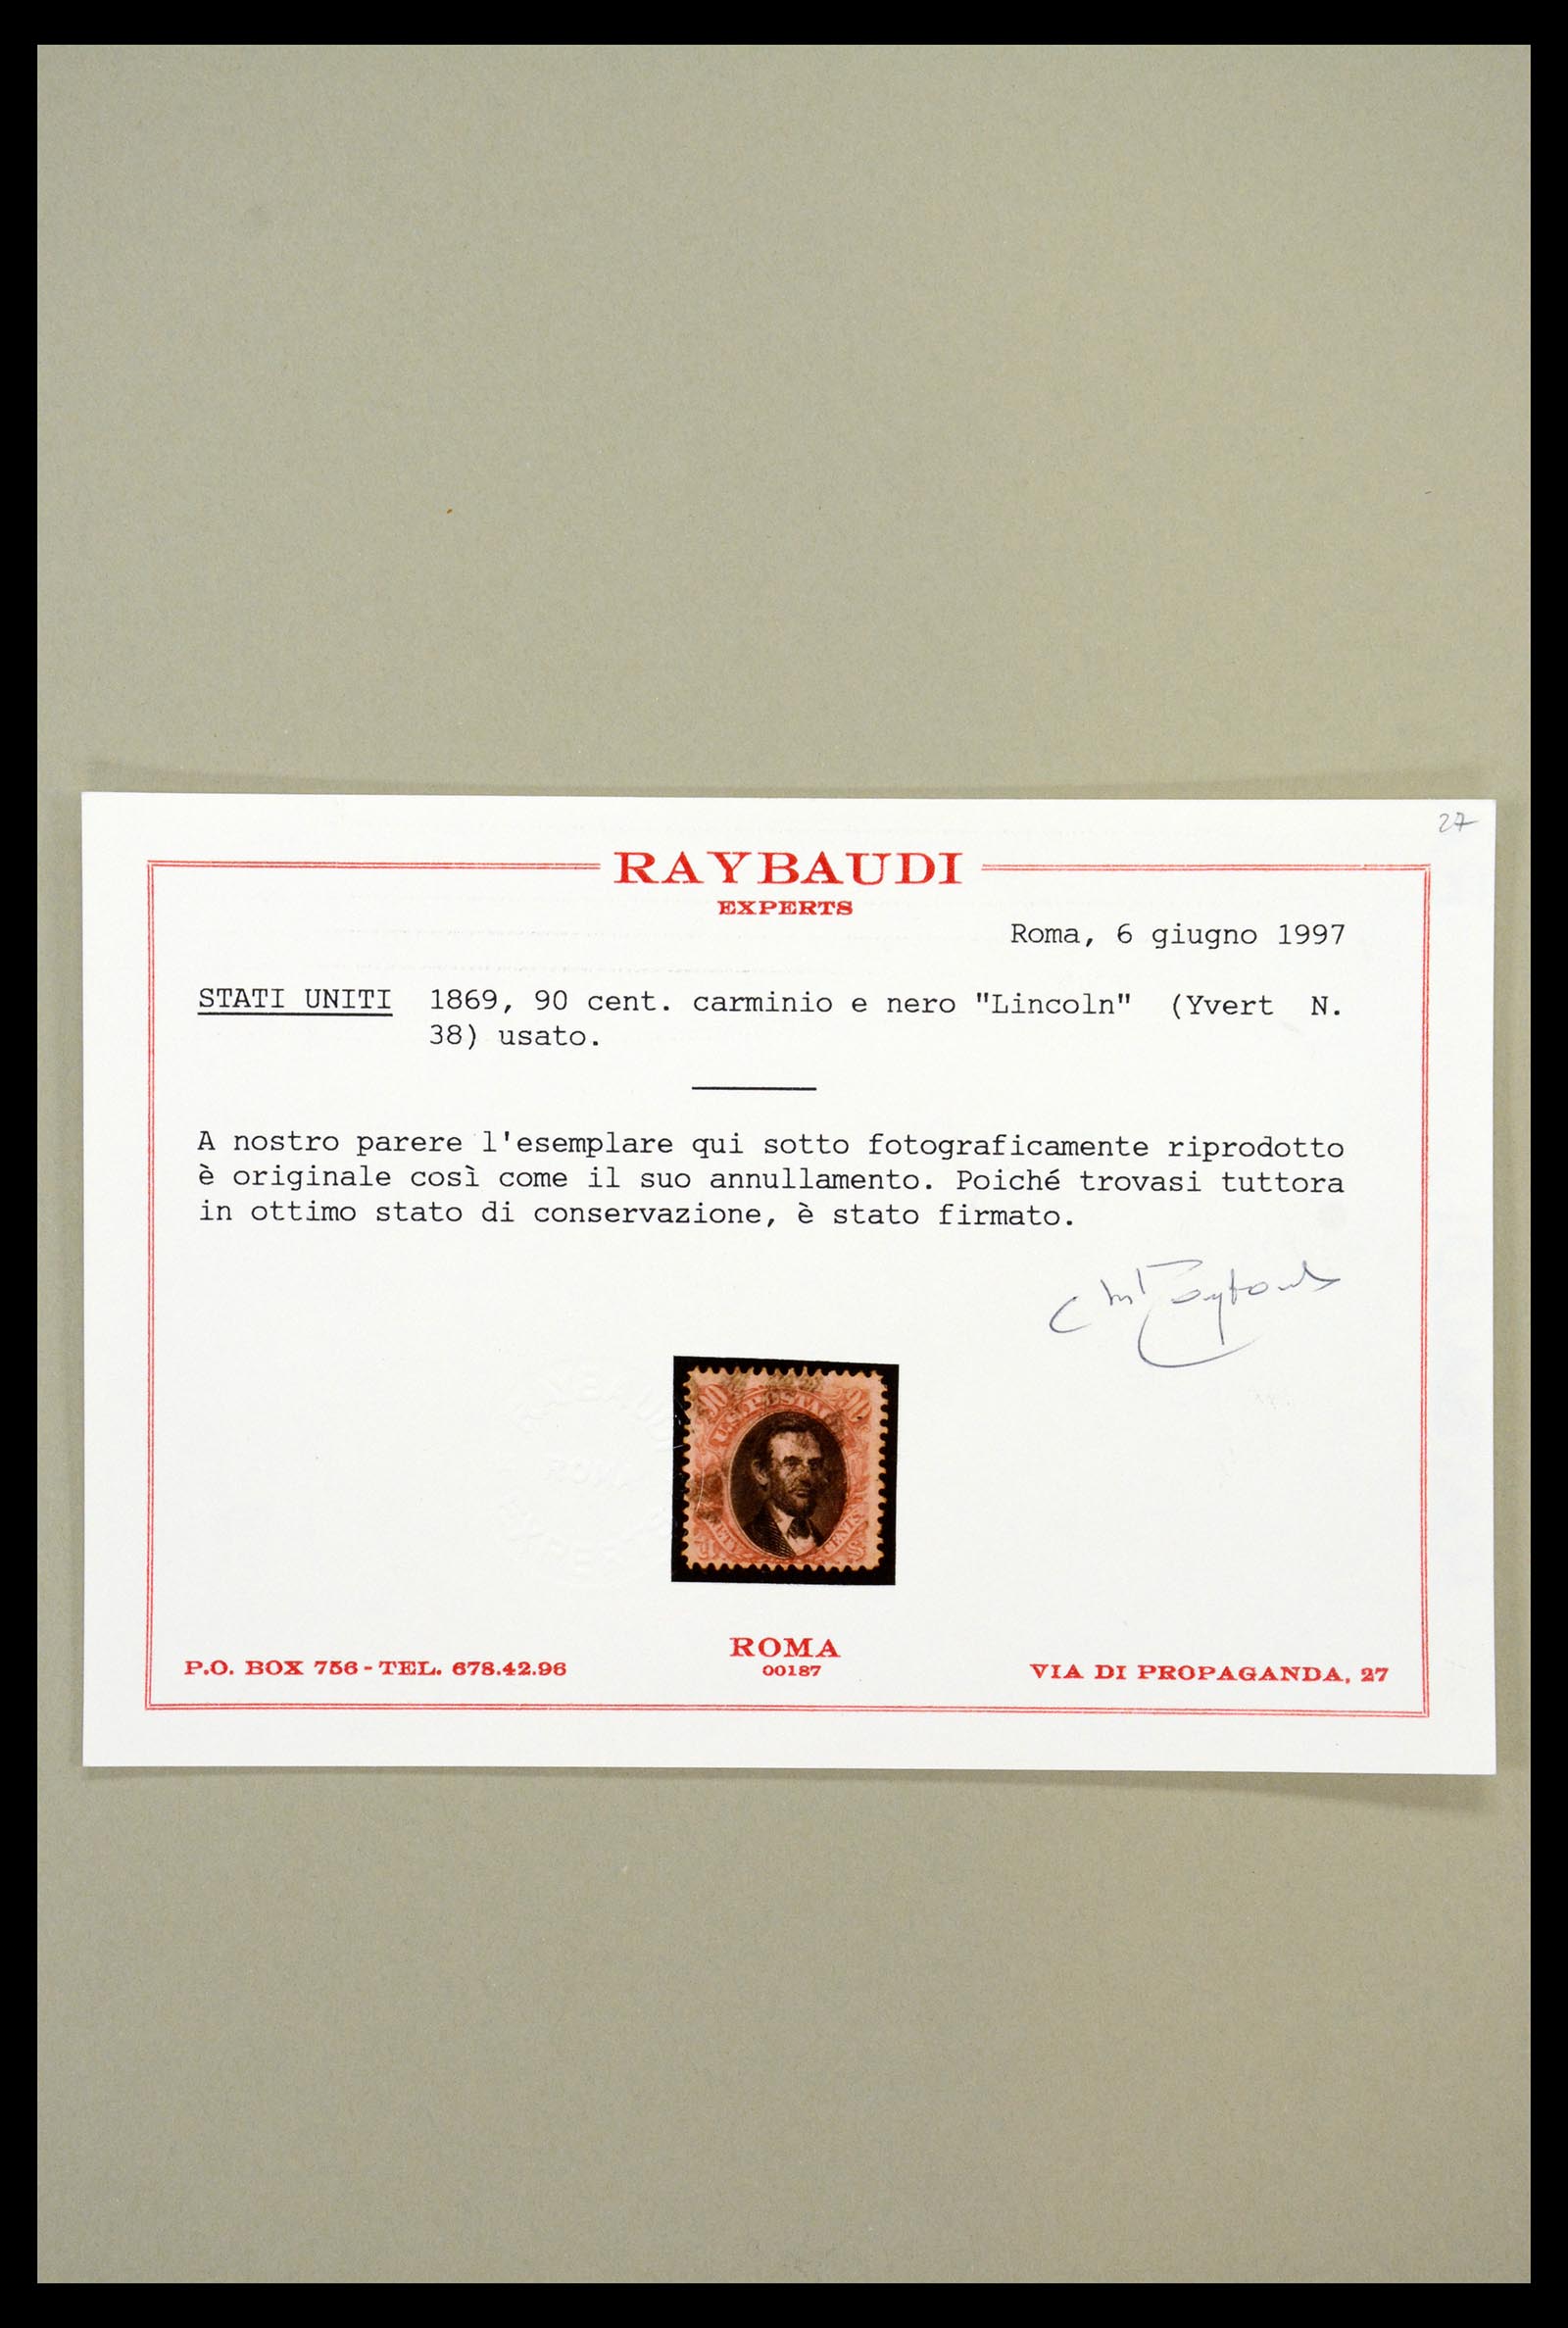 27
RAYBAUDI
EXPERTS
Roma, 6 giugno 1997
STATI UNITI 1869, 90 cent. carminio e nero "Lincoln" (Yvert N.
38) usato.
A nostro parere l'esemplare qui sotto fotograficamente riprodotto
è originale così come il suo annullamento. Poiché trovasi tuttora
in ottimo stato di conservazione, è stato firmato.
U.S. POSTAGE
CENTS
ROMA
00187
P.O. BOX 756 - TEL. 678.42.96
VIA DI PROPAGANDA, 27